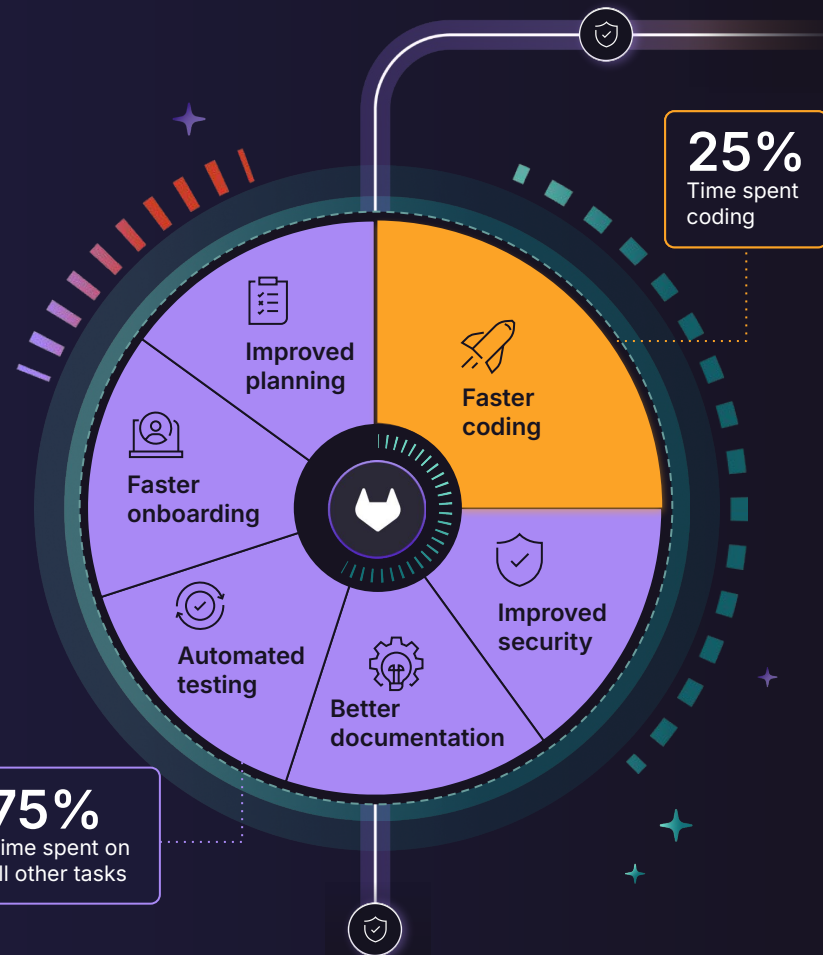 25%
Time spent
coding
Improved
planning
Faster
coding
Faster
onboarding
Improved
security
Automated
testing
Better
documentation
75%
ime spent on
ll other tasks